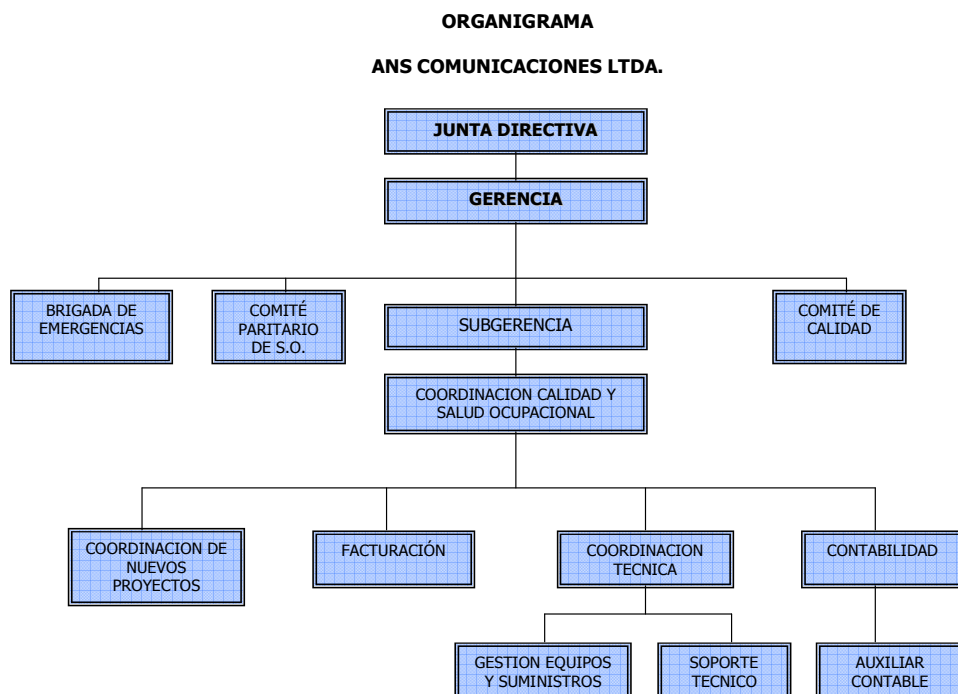 ORGANIGRAMA
ANS COMUNICACIONES LTDA.
JUNTA DIRECTIVA
GERENCIA
BRIGADA DE
EMERGENCIAS
COMITÉ
PARITARIO
DE S.O.
SUBGERENCIA
COMITÉ DE
CALIDAD
COORDINACION CALIDAD Y
SALUD OCUPACIONAL
COORDINACION DE
NUEVOS
PROYECTOS
FACTURACIÓN
COORDINACION
TECNICA
CONTABILIDAD
GESTION EQUIPOS
Y SUMINISTROS
SOPORTE
TECNICO
AUXILIAR
CONTABLE